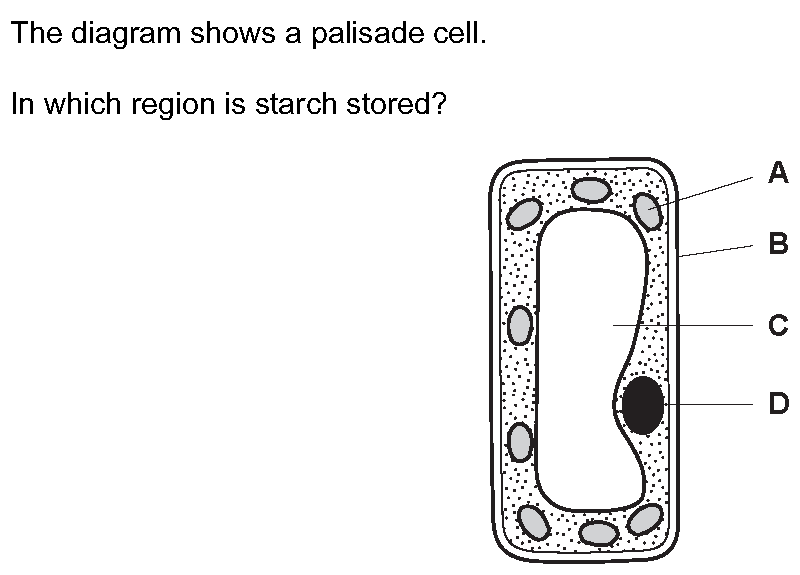 The diagram shows a palisade cell.
In which region is starch stored?
A
B
C
D